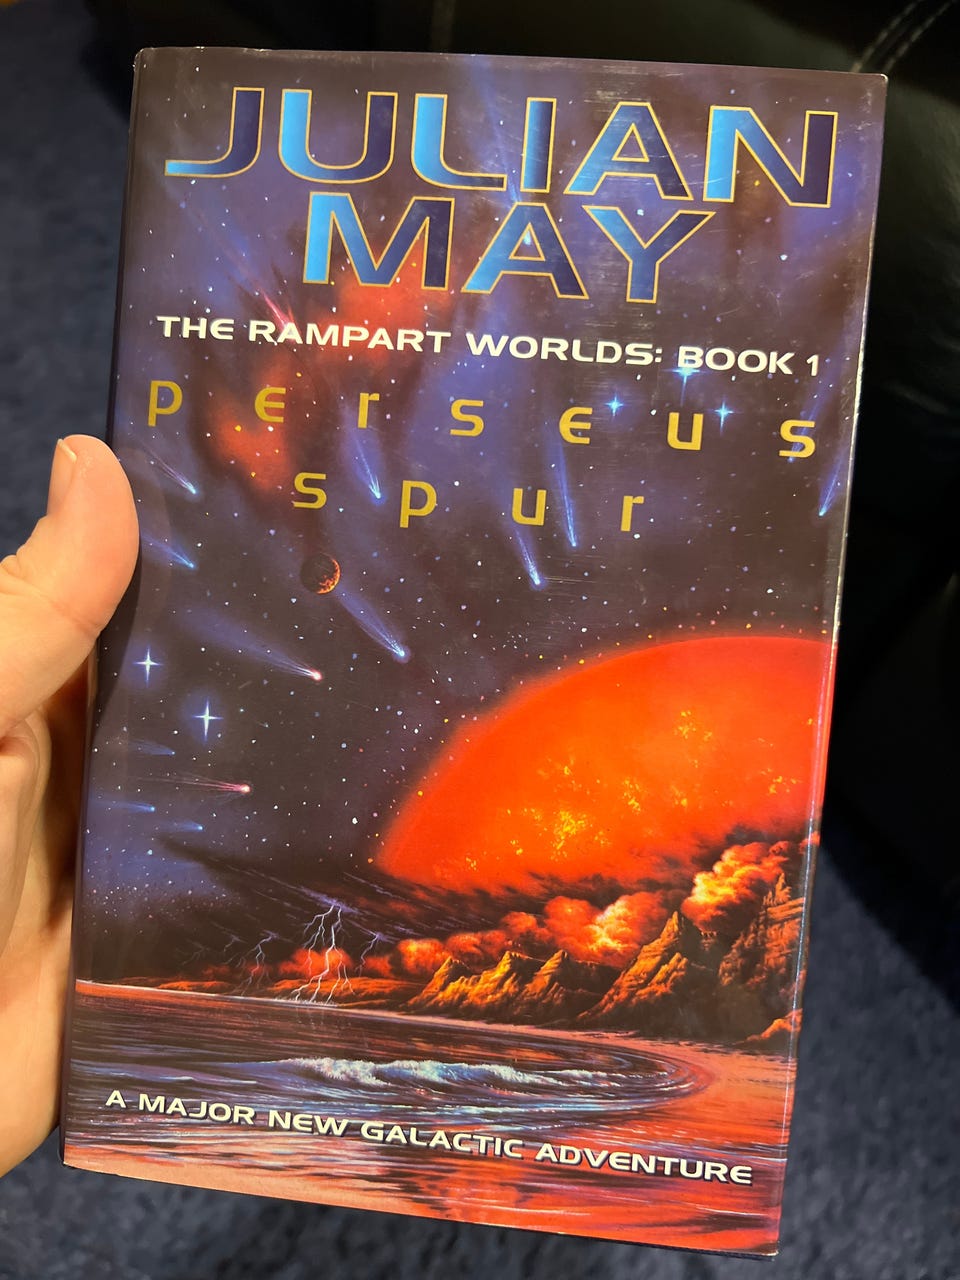 JULIAN
MAY
THE RAMPART WORLDS: BOOK 1
perseus
spur
A MAJOR NEW GALACTIC ADVENTURE